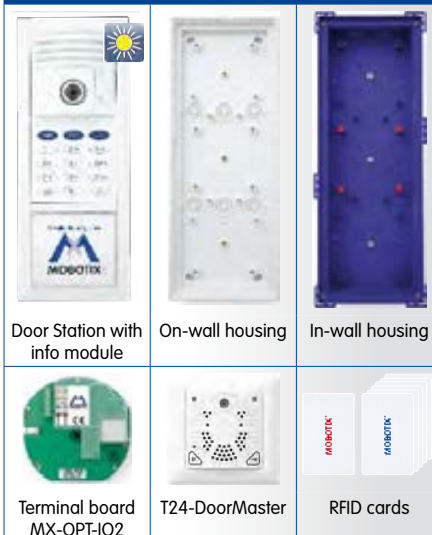 MOBOTIX
Door Station with
info module
On-wall housing
In-wall housing
Terminal board
MX-OPT-IO2
T24-DoorMaster
MOBOTIX
MOBOTIX
RFID cards